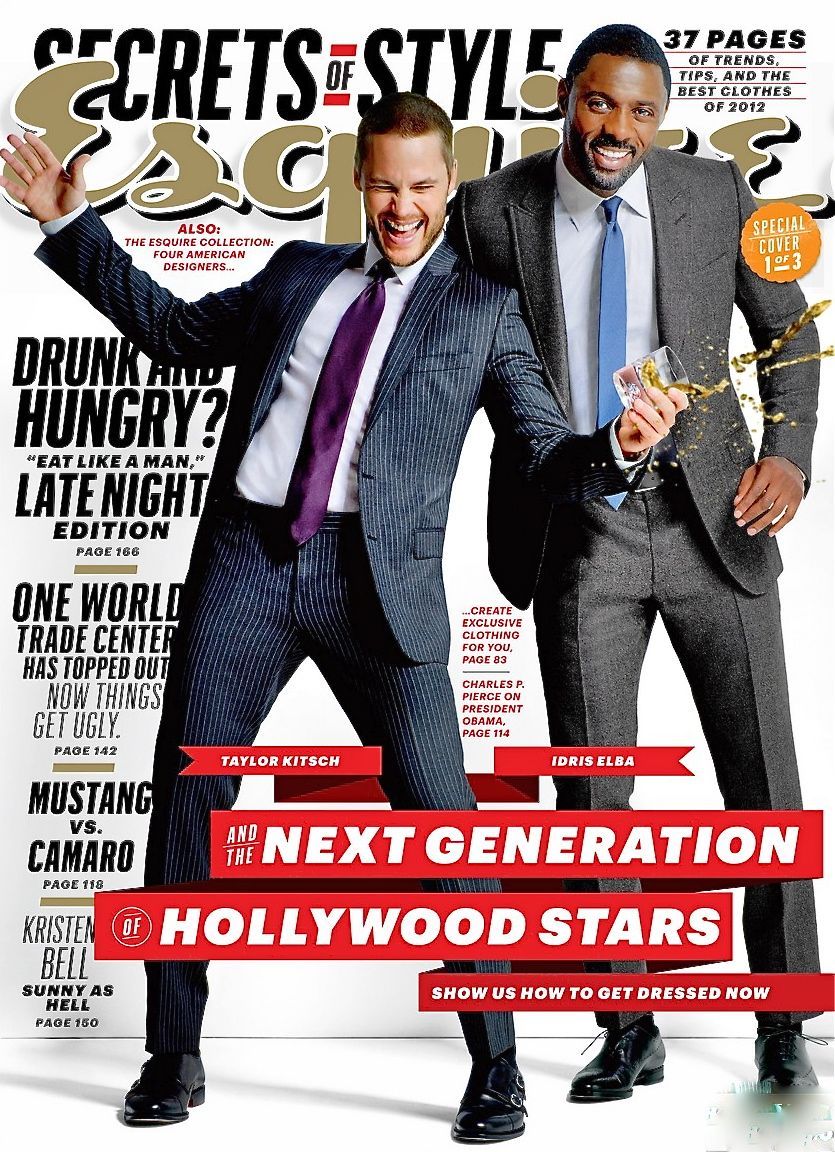 SECRETS OF STYLE
Esquire
37 PAGES
OF TRENDS,
TIPS, AND THE
BEST CLOTHES
OF 2012
ALSO:
THE ESQUIRE COLLECTION:
FOUR AMERICAN
DESIGNERS...
SPECIAL
COVER
1 OF 3
DRUNK AND
HUNGRY?
“EAT LIKE A MAN,”
LATE NIGHT
EDITION
PAGE 166
ONE WORLD
TRADE CENTER
HAS TOPPED OUT
NOW THINGS
GET UGLY.
PAGE 142
MUSTANG
VS.
CAMARO
PAGE 118
KRISTEN
BELL
SUNNY AS
HELL
PAGE 150
...CREATE
EXCLUSIVE
CLOTHING
FOR YOU,
PAGE 83
CHARLES P.
PIERCE ON
PRESIDENT
OBAMA,
PAGE 114
TAYLOR KITSCH
IDRIS ELBA
AND THE NEXT GENERATION
OF HOLLYWOOD STARS
SHOW US HOW TO GET DRESSED NOW